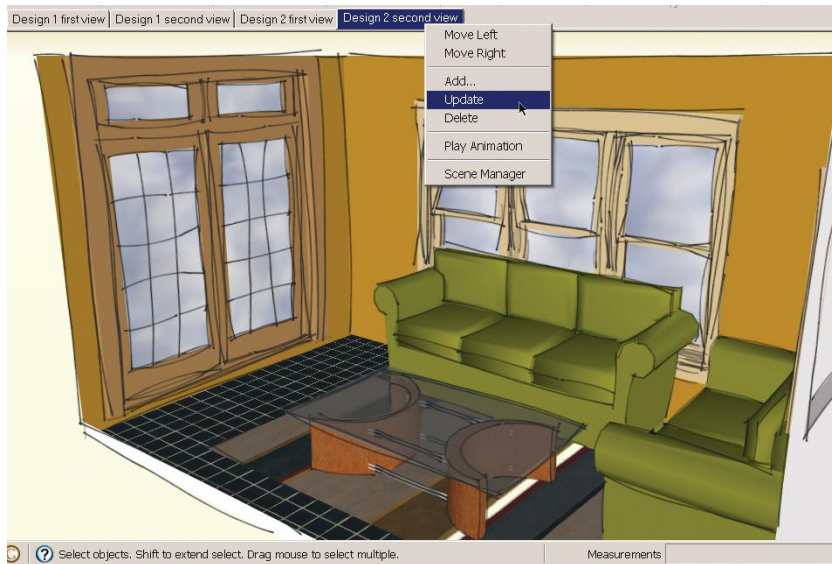 Design 1 first view Design 1 second view Design 2 first view Design 2 second view
Move Left
Move Right
Add...
Update
Delete
Play Animation
Scene Manager
Select objects. Shift to extend select. Drag mouse to select multiple. Measurements